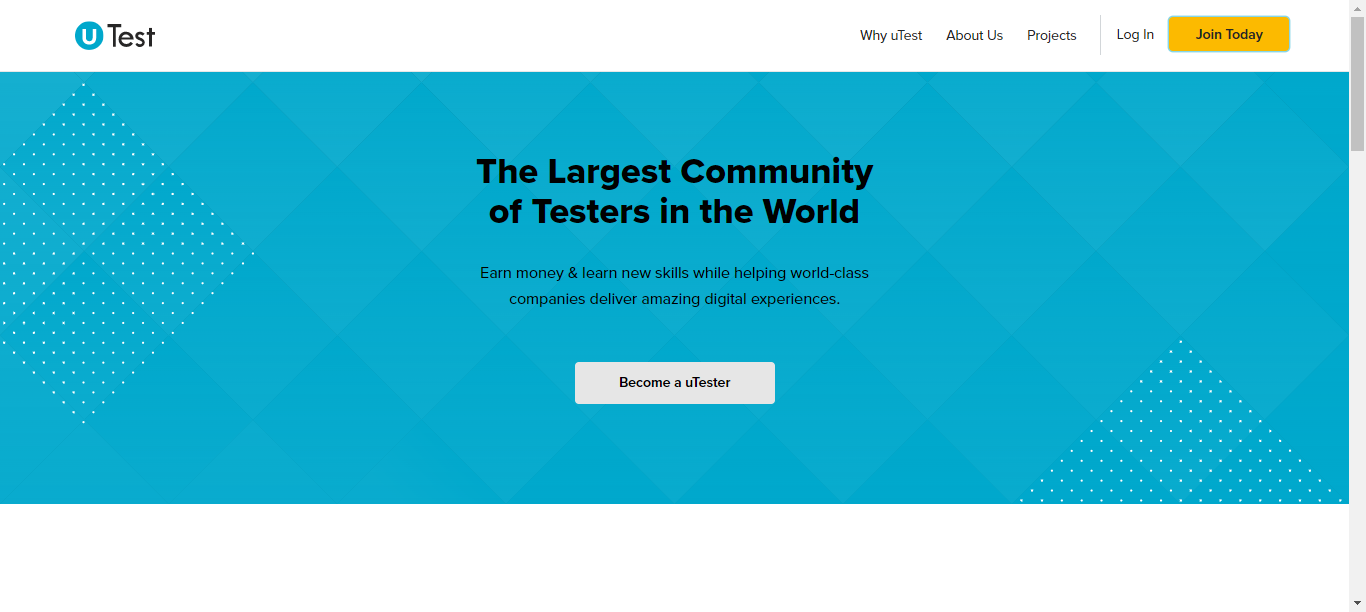 uTest
Why uTest
About Us
Projects
Log In
Join Today
The Largest Community
of Testers in the World
Earn money & learn new skills while helping world-class
companies deliver amazing digital experiences.
Become a uTester